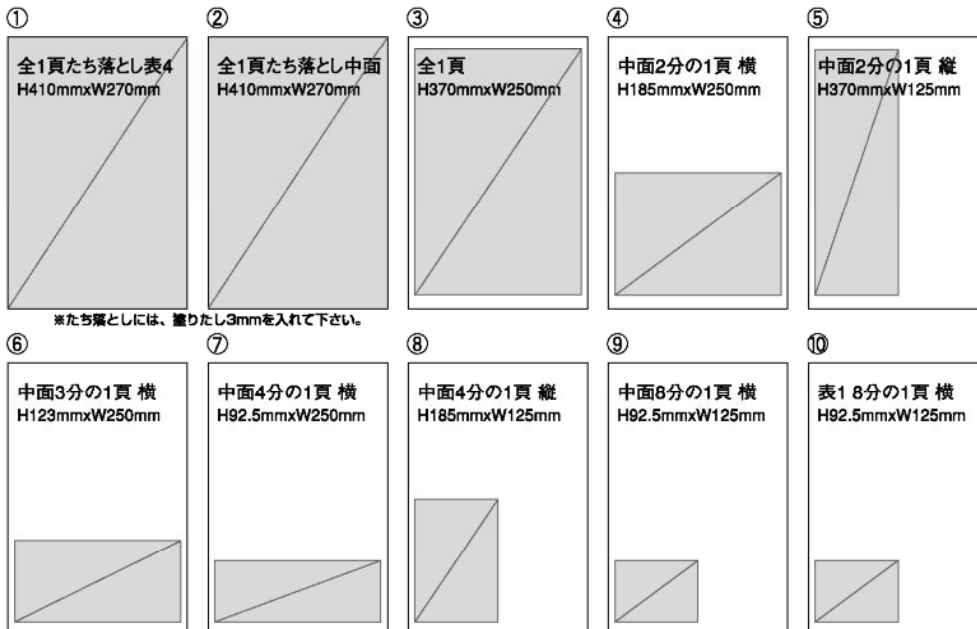 ①
全1頁たち落とし表4
H410mmxW270mm
②
全1頁たち落とし中面
H410mmxW270mm
③
全1頁
H370mmxW250mm
④
中面2分の1頁 横
H185mmxW250mm
⑤
中面2分の1頁 縦
H370mmxW125mm
※たち落としには、塗りたし3mmを入れて下さい。
⑥
中面3分の1頁 横
H123mmxW250mm
⑦
中面4分の1頁 横
H92.5mmxW250mm
⑧
中面4分の1頁 縦
H185mmxW125mm
⑨
中面8分の1頁 横
H92.5mmxW125mm
⑩
表1 8分の1頁 横
H92.5mmxW125mm